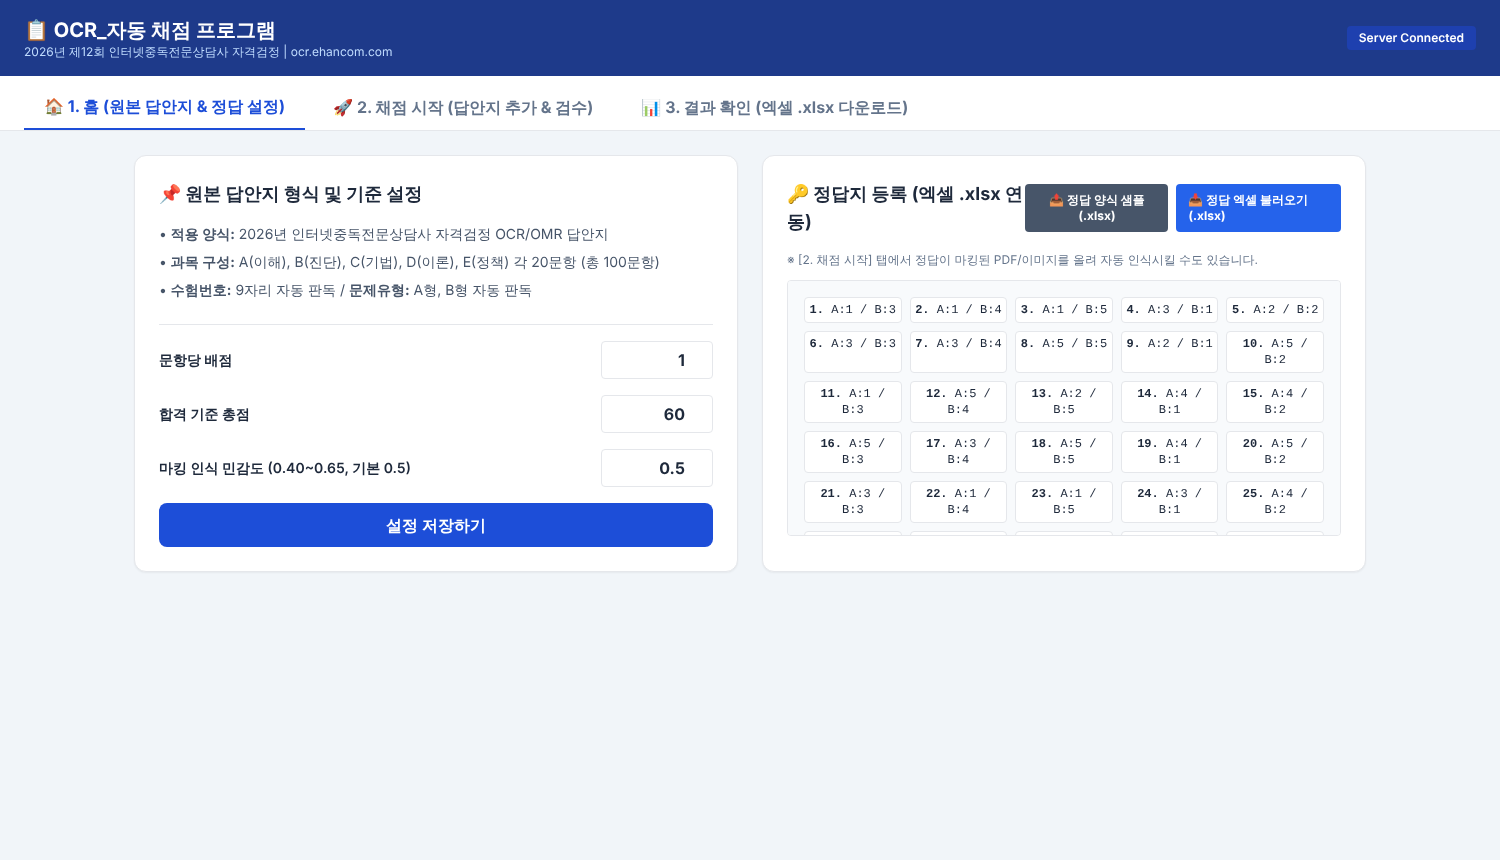 📋 OCR_자동 채점 프로그램
2026년 제12회 인터넷중독전문상담사 자격검정 | ocr.ehancom.com
Server Connected
🏠 1. 홈 (원본 답안지 & 정답 설정)
🚀 2. 채점 시작 (답안지 추가 & 검수)
📊 3. 결과 확인 (엑셀 .xlsx 다운로드)
📌 원본 답안지 형식 및 기준 설정
• 적용 양식: 2026년 인터넷중독전문상담사 자격검정 OCR/OMR 답안지
• 과목 구성: A(이해), B(진단), C(기법), D(이론), E(정책) 각 20문항 (총 100문항)
• 수험번호: 9자리 자동 판독 / 문제유형: A형, B형 자동 판독
문항당 배점
1
합격 기준 총점
60
마킹 인식 민감도 (0.40~0.65, 기본 0.5)
0.5
설정 저장하기
🔑 정답지 등록 (엑셀 .xlsx 연
동)
📤 정답 양식 샘플
(.xlsx)
📥 정답 엑셀 불러오기
(.xlsx)
※ [2. 채점 시작] 탭에서 정답이 마킹된 PDF/이미지를 올려 자동 인식시킬 수도 있습니다.
1. A:1 / B:3
2. A:1 / B:4
3. A:1 / B:5
4. A:3 / B:1
5. A:2 / B:2
6. A:3 / B:3
7. A:3 / B:4
8. A:5 / B:5
9. A:2 / B:1
10. A:5 /
B:2
11. A:1 /
B:3
12. A:5 /
B:4
13. A:2 /
B:5
14. A:4 /
B:1
15. A:4 /
B:2
16. A:5 /
B:3
17. A:3 /
B:4
18. A:5 /
B:5
19. A:4 /
B:1
20. A:5 /
B:2
21. A:3 /
B:3
22. A:1 /
B:4
23. A:1 /
B:5
24. A:3 /
B:1
25. A:4 /
B:2